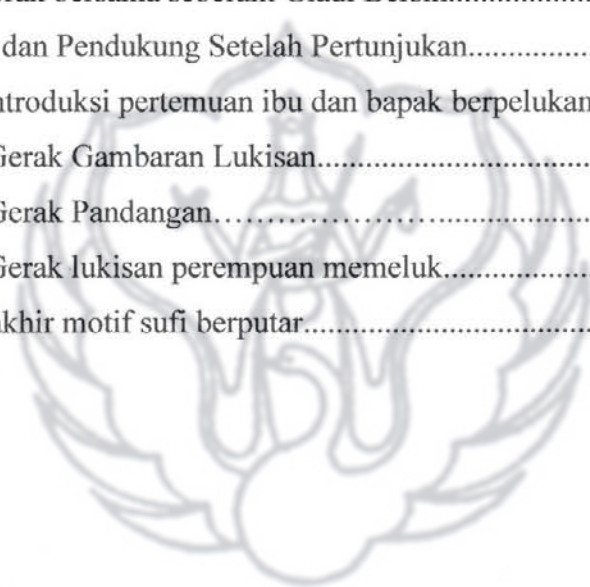 dan Pendukung Setelah Pertunjukan................
ntroduksi pertemuan ibu dan bapak berpelukan
Gerak Gambaran Lukisan....................................
Gerak Pandangan.................................................
Gerak lukisan perempuan memeluk...................
akhir motif sufi berputar.....................................